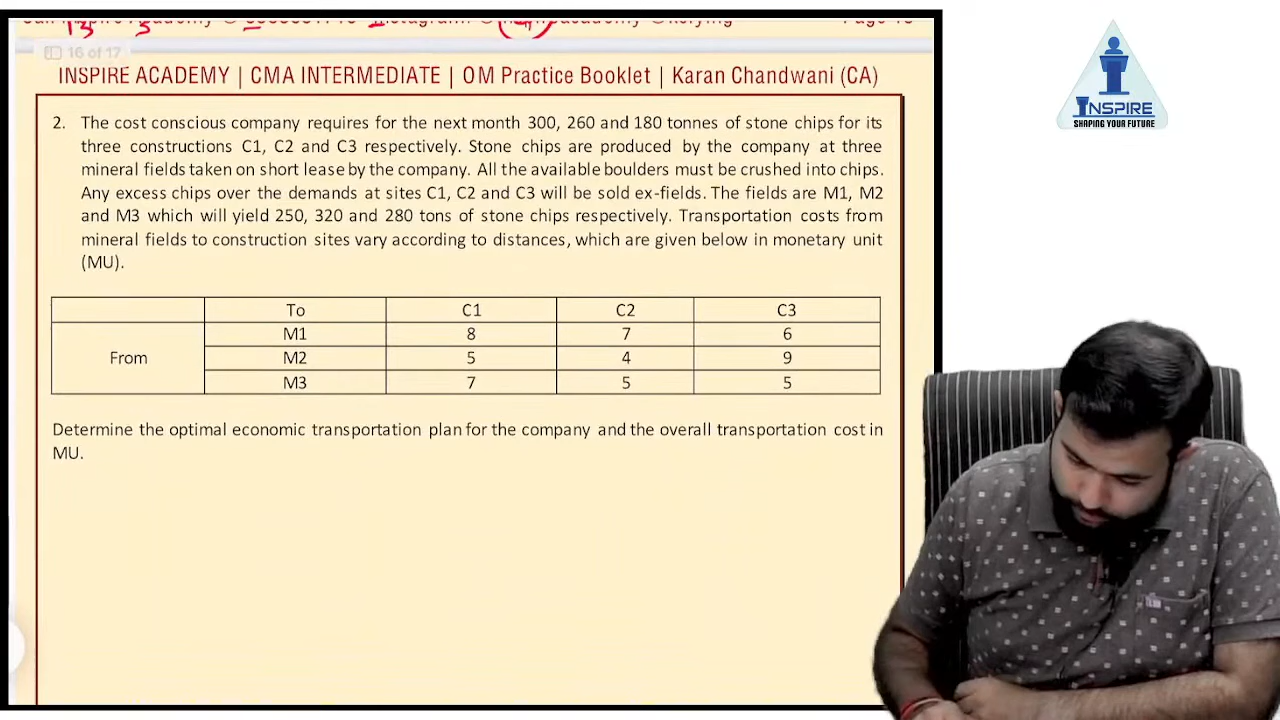 16 of 17
INSPIRE ACADEMY | CMA INTERMEDIATE | OM Practice Booklet | Karan Chandwani (CA)
2. The cost conscious company requires for the next month 300, 260 and 180 tonnes of stone chips for its
three constructions C1, C2 and C3 respectively. Stone chips are produced by the company at three
mineral fields taken on short lease by the company. All the available boulders must be crushed into chips.
Any excess chips over the demands at sites C1, C2 and C3 will be sold ex-fields. The fields are M1, M2
and M3 which will yield 250, 320 and 280 tons of stone chips respectively. Transportation costs from
mineral fields to construction sites vary according to distances, which are given below in monetary unit
(MU).
To C1 C2 C3
M1 8 7 6
From M2 5 4 9
M3 7 5 5
Determine the optimal economic transportation plan for the company and the overall transportation cost in
MU.
INSPIRE
SHAPING YOUR FUTURE